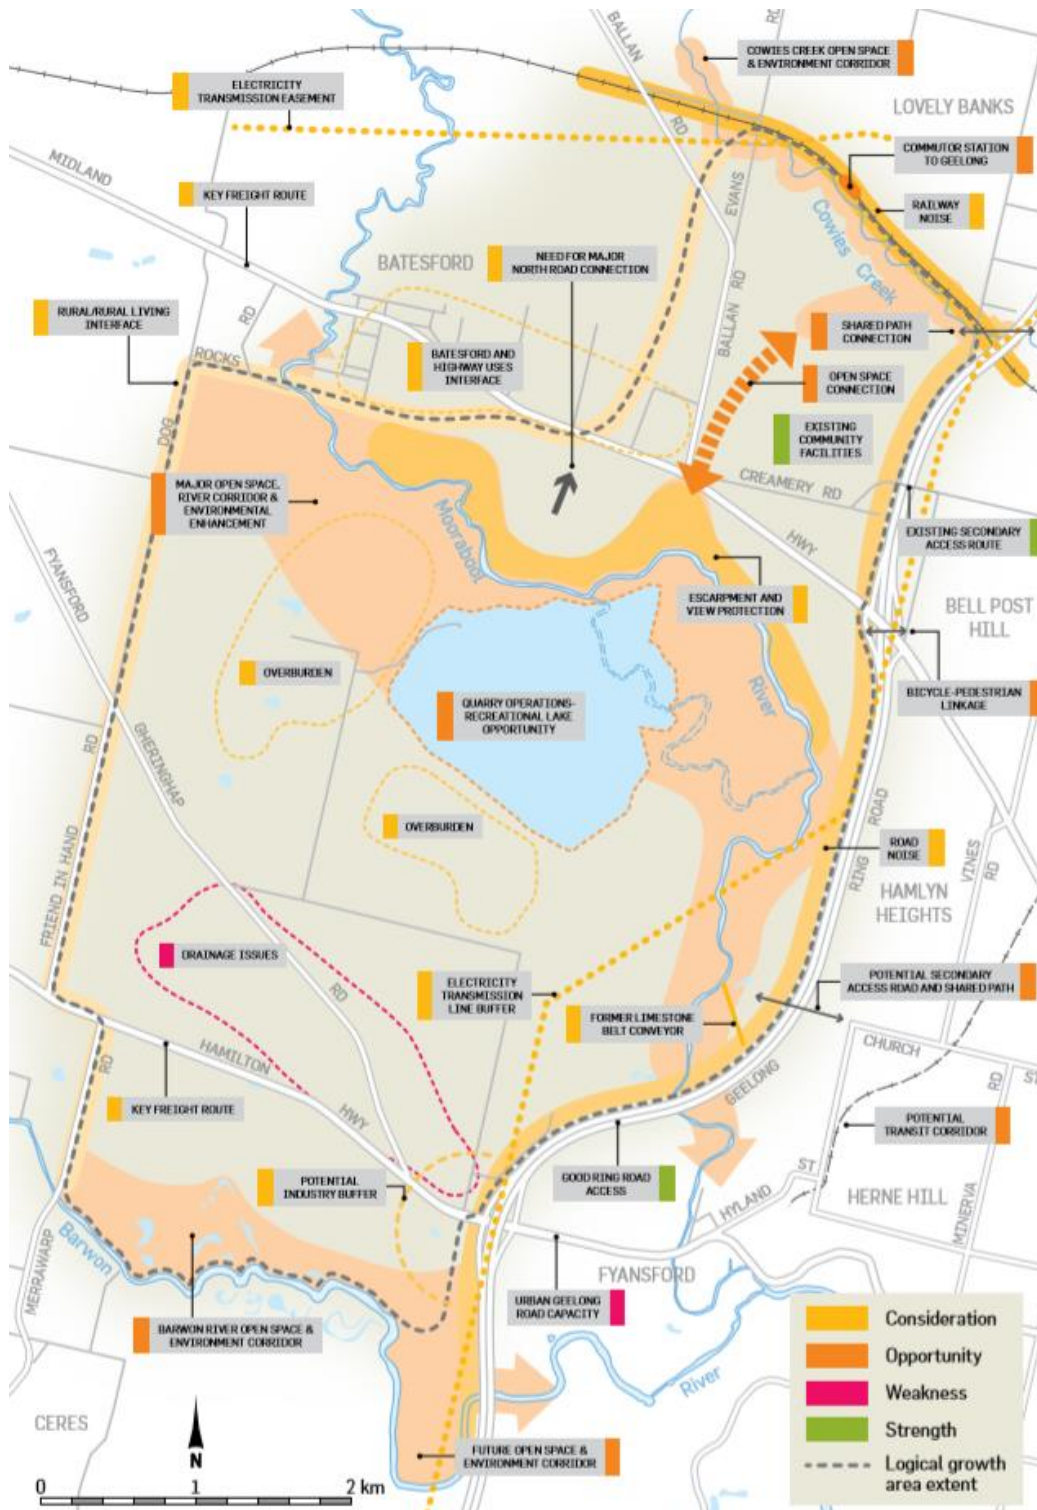 BALLAN
RD
RD
COWIES CREEK OPEN SPACE
& ENVIRONMENT CORRIDOR
ELECTRICITY
TRANSMISSION EASEMENT
LOVELY BANKS
COMMUTOR STATION
TO GEELONG
MIDLAND
KEY FREIGHT ROUTE
EVANS
RAILWAY
NOISE
Cowies Creek
BATESFORD
NEED FOR MAJOR
NORTH ROAD CONNECTION
BALLAN RD
RURAL/RURAL LIVING
INTERFACE
RD
SHARED PATH
CONNECTION
ROCKS
BATESFORD AND
HIGHWAY USES
INTERFACE
OPEN SPACE
CONNECTION
DOG
EXISTING
COMMUNITY
FACILITIES
MAJOR OPEN SPACE,
RIVER CORRIDOR &
ENVIRONMENTAL
ENHANCEMENT
CREAMERY RD
Moorabool
HWY
EXISTING SECONDARY
ACCESS ROUTE
FYANSFORD
ESCARPMENT AND
VIEW PROTECTION
BELL POST
HILL
OVERBURDEN
River
BICYCLE-PEDESTRIAN
LINKAGE
QUARRY OPERATIONS-
RECREATIONAL LAKE
OPPORTUNITY
RD
GHERINGHAP
OVERBURDEN
ROAD
NOISE
RING ROAD
VINES
RD
HAMLYN
HEIGHTS
FRIEND IN HAND
DRAINAGE ISSUES
RD
ELECTRICITY
TRANSMISSION
LINE BUFFER
POTENTIAL SECONDARY
ACCESS ROAD AND SHARED PATH
FORMER LIMESTONE
BELT CONVEYOR
HAMILTON
CHURCH
ST
RD
RD
GEELONG
KEY FREIGHT ROUTE
HWY
POTENTIAL
TRANSIT CORRIDOR
POTENTIAL
INDUSTRY BUFFER
GOOD RING ROAD
ACCESS
ST
HYLAND
HERNE HILL
MINERVA
Barwon
MERRAWARP
FYANSFORD
URBAN GEELONG
ROAD CAPACITY
BARWON RIVER OPEN SPACE &
ENVIRONMENT CORRIDOR
River
Consideration
Opportunity
Weakness
Strength
Logical growth
area extent
CERES
N
FUTURE OPEN SPACE &
ENVIRONMENT CORRIDOR
0 1 2 km